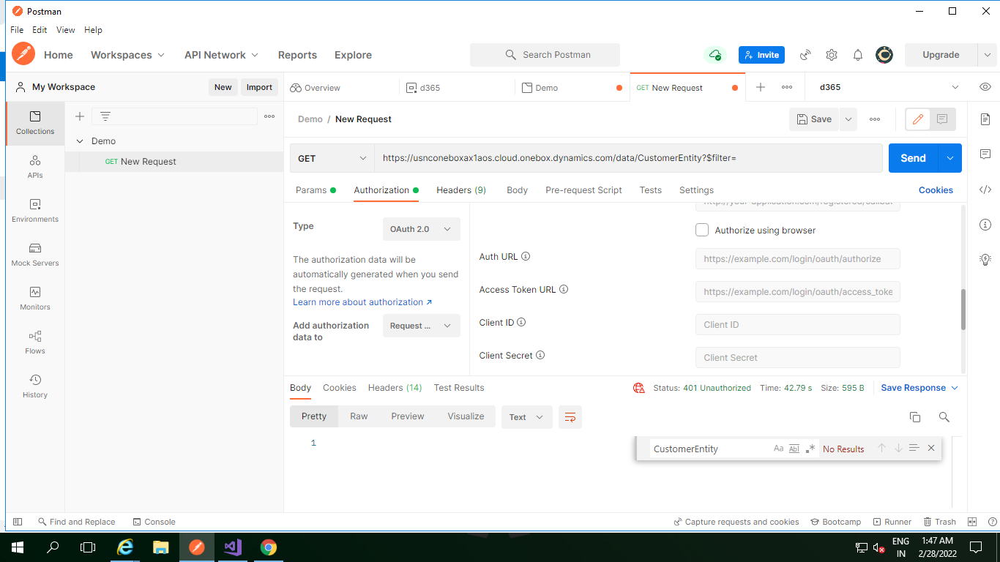 Postman
File Edit View Help
Home Workspaces API Network Reports Explore Search Postman Invite Upgrade
My Workspace New Import
Overview d365 Demo GET New Request d365
Collections
APIs
Environments
Mock Servers
Monitors
Flows
History
Demo
GET New Request
Demo / New Request Save
GET https://usnconeboxax1aos.cloud.onebox.dynamics.com/data/CustomerEntity?$filter= Send
Params Authorization Headers (9) Body Pre-request Script Tests Settings Cookies
Type OAuth 2.0
The authorization data will be
automatically generated when you send
the request.
Learn more about authorization ↗
Add authorization
data to
Request ...
http://your-application.com/registered/callbac
Authorize using browser
Auth URL https://example.com/login/oauth/authorize
Access Token URL https://example.com/login/oauth/access_toke
Client ID Client ID
Client Secret Client Secret
Body Cookies Headers (14) Test Results Status: 401 Unauthorized Time: 42.79 s Size: 595 B Save Response
Pretty Raw Preview Visualize Text
1
CustomerEntity Aa Abl .* No Results
Find and Replace Console Capture requests and cookies Bootcamp Runner Trash
ENG
IN
1:47 AM
2/28/2022